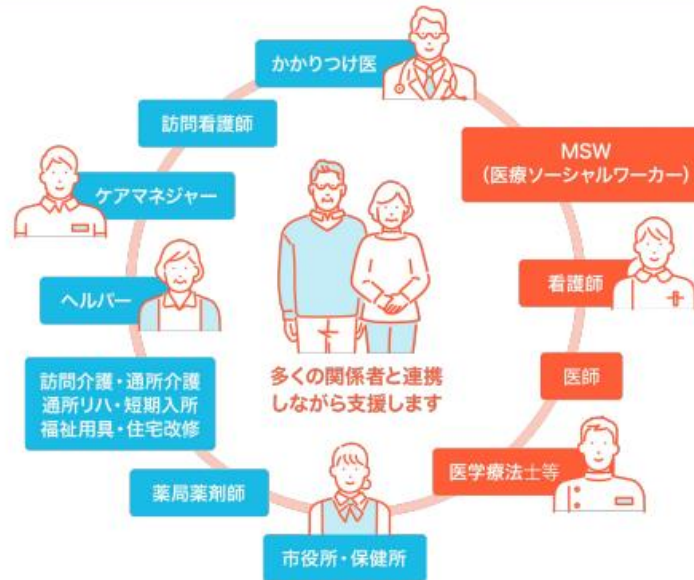 かかりつけ医
訪問看護師
MSW
（医療ソーシャルワーカー）
ケアマネジャー
看護師
ヘルパー
訪問介護・通所介護
通所リハ・短期入所
福祉用具・住宅改修
多くの関係者と連携
しながら支援します
医師
医学療法士等
薬局薬剤師
市役所・保健所